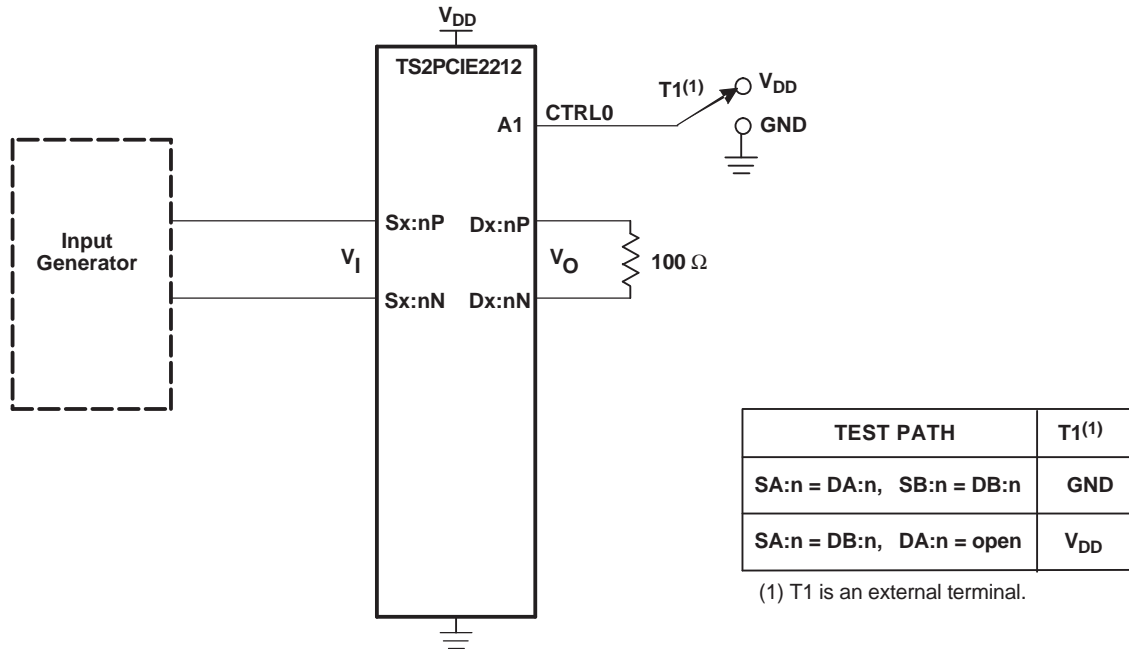 VDD
TS2PCIE2212
T1(1)
VDD
CTRL0
A1
GND
Input
Generator
Sx:nP
Dx:nP
VI
VO
100 Ω
Sx:nN
Dx:nN
TEST PATH T1(1)
SA:n = DA:n, SB:n = DB:n GND
SA:n = DB:n, DA:n = open VDD
(1) T1 is an external terminal.